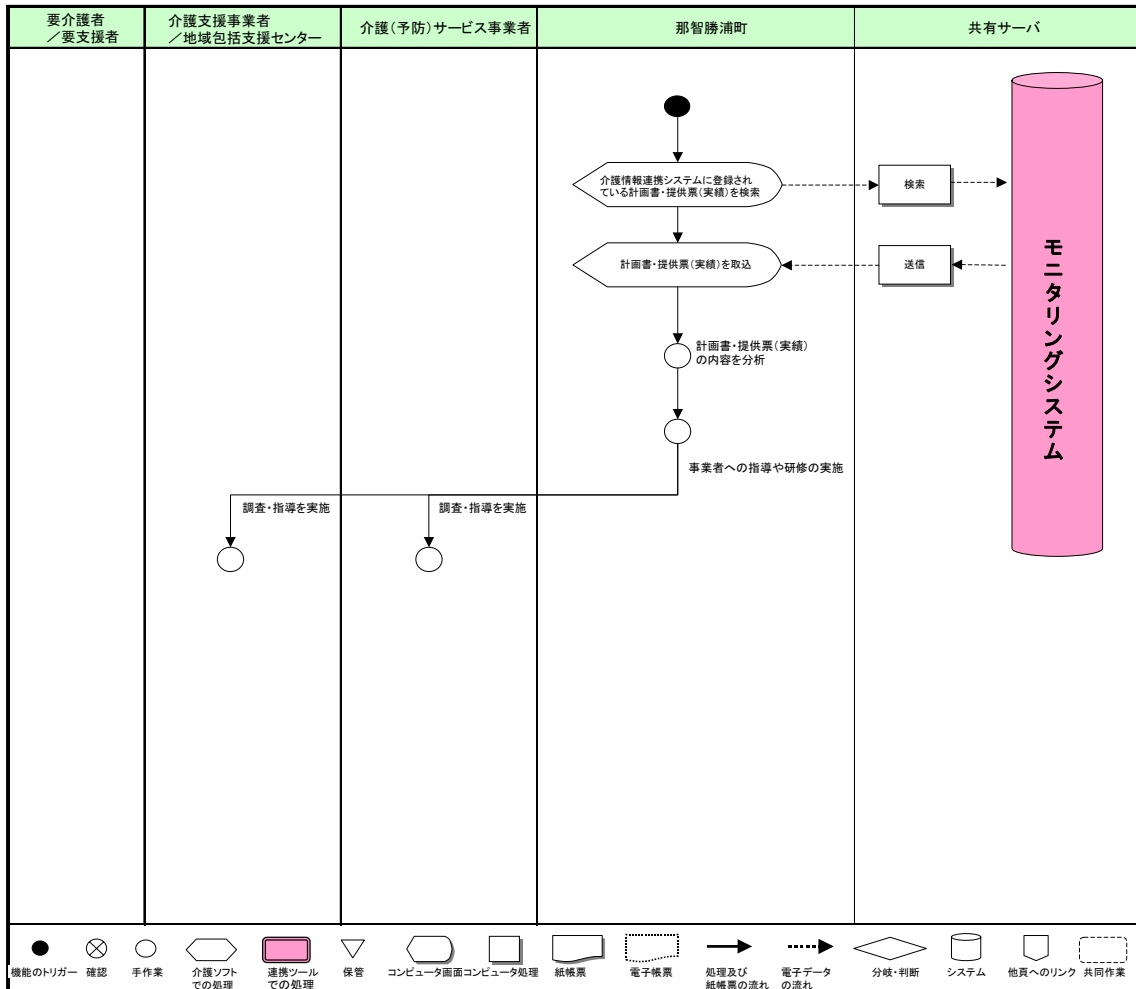 要介護者
／要支援者
介護支援事業者
／地域包括支援センター
介護(予防)サービス事業者
那智勝浦町
共有サーバ
介護情報連携システムに登録され
ている計画書・提供票(実績)を検索
検索
計画書・提供票(実績)を取込
送信
モニタリングシステム
計画書・提供票(実績)
の内容を分析
事業者への指導や研修の実施
調査・指導を実施
調査・指導を実施
機能のトリガー
確認
手作業
介護ソフト
での処理
連携ツール
での処理
保管
コンピュータ画面
コンピュータ処理
紙帳票
電子帳票
処理及び
紙帳票の流れ
電子データ
の流れ
分岐・判断
システム
他頁へのリンク
共同作業